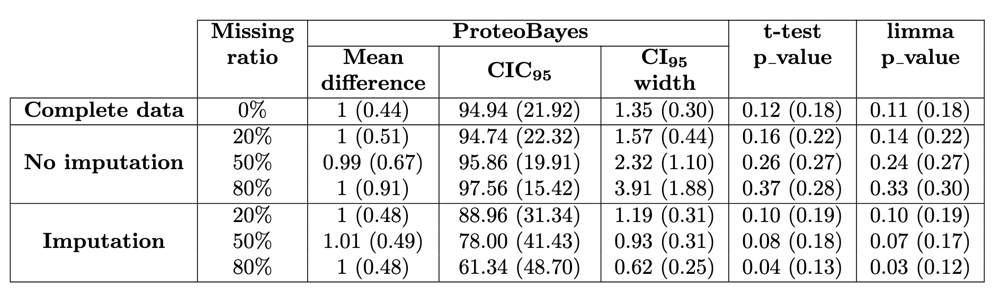 Missing ratio ProteoBayes t-test p_value limma p_value
Mean difference CIC95 CI95 width
Complete data 0% 1 (0.44) 94.94 (21.92) 1.35 (0.30) 0.12 (0.18) 0.11 (0.18)
No imputation 20% 1 (0.51) 94.74 (22.32) 1.57 (0.44) 0.16 (0.22) 0.14 (0.22)
50% 0.99 (0.67) 95.86 (19.91) 2.32 (1.10) 0.26 (0.27) 0.24 (0.27)
80% 1 (0.91) 97.56 (15.42) 3.91 (1.88) 0.37 (0.28) 0.33 (0.30)
Imputation 20% 1 (0.48) 88.96 (31.34) 1.19 (0.31) 0.10 (0.19) 0.10 (0.19)
50% 1.01 (0.49) 78.00 (41.43) 0.93 (0.31) 0.08 (0.18) 0.07 (0.17)
80% 1 (0.48) 61.34 (48.70) 0.62 (0.25) 0.04 (0.13) 0.03 (0.12)